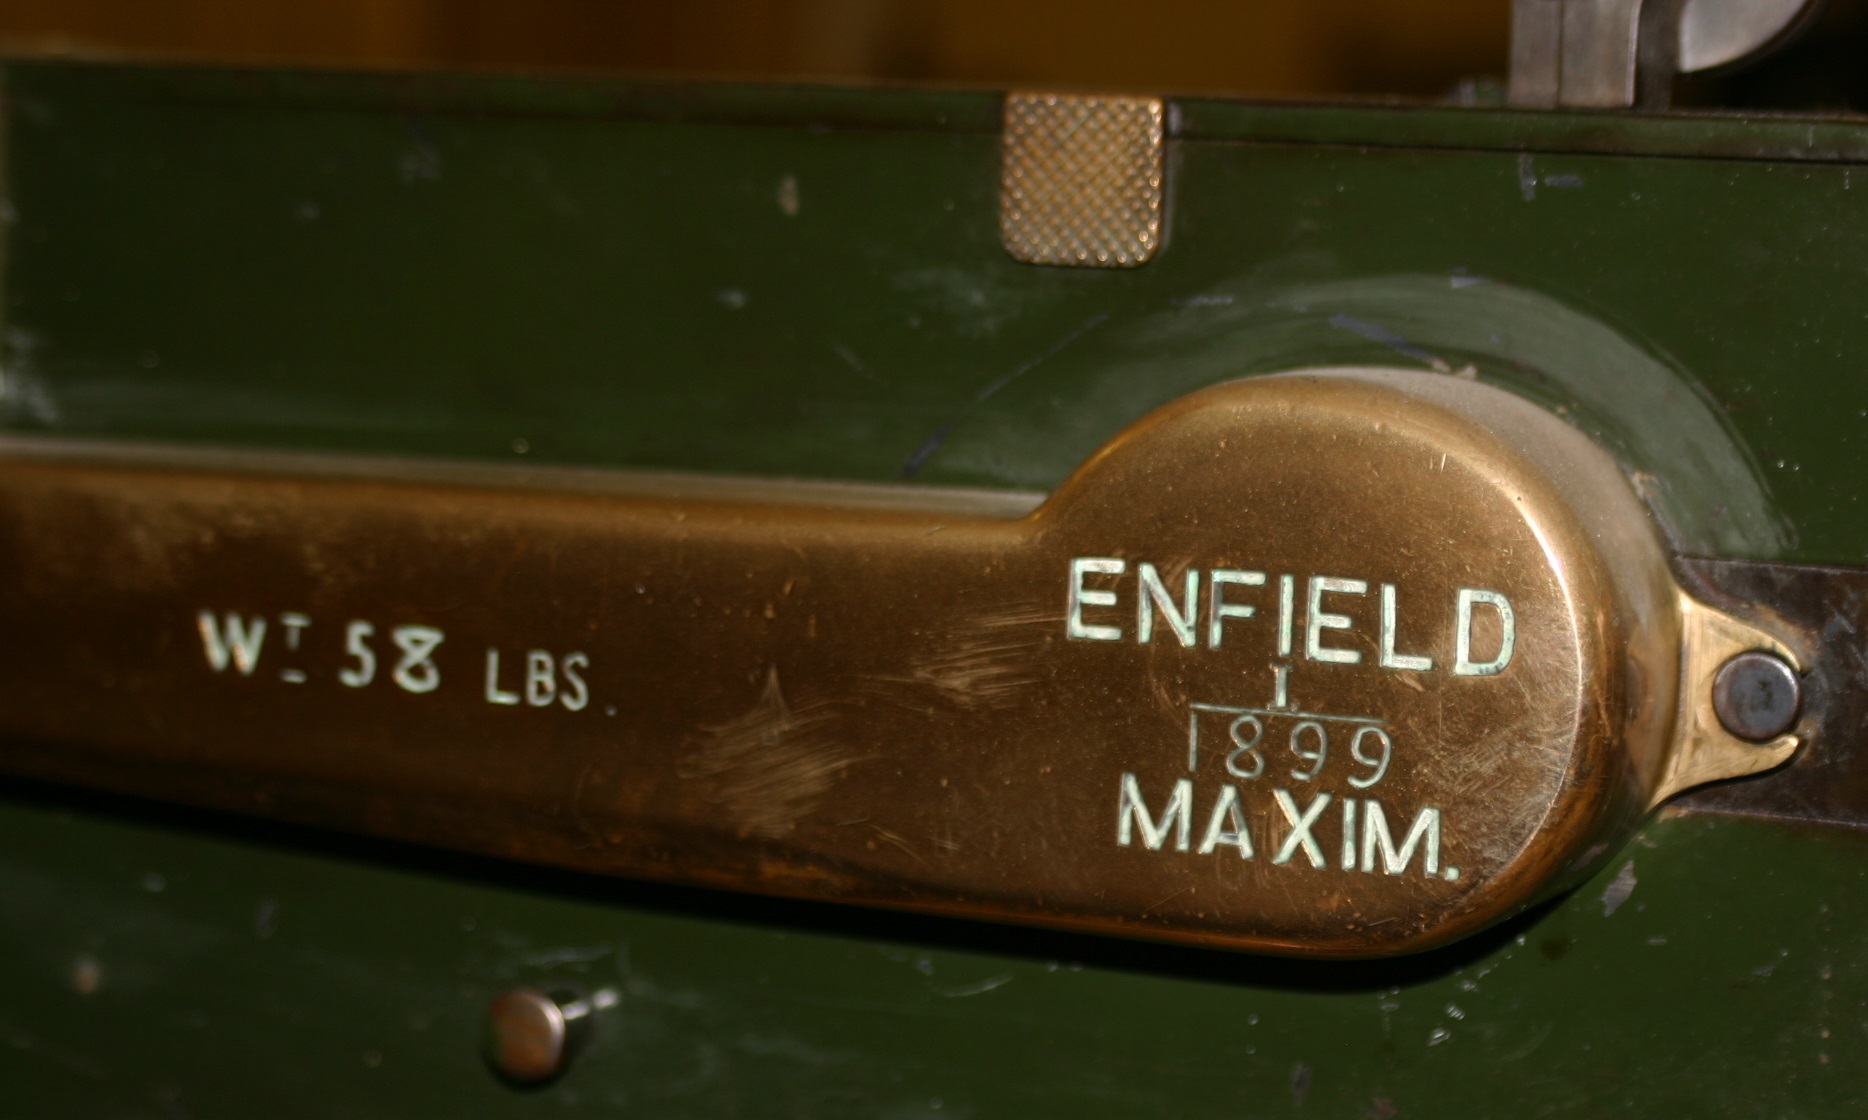 WT 58 LBS.
ENFIELD
I
1899
MAXIM.